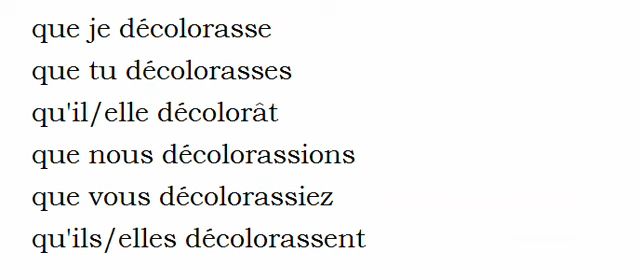 que je décolorasse
que tu décolorasses
qu'il/elle décolorât
que nous décolorassions
que vous décolorassiez
qu'ils/elles décolorassent